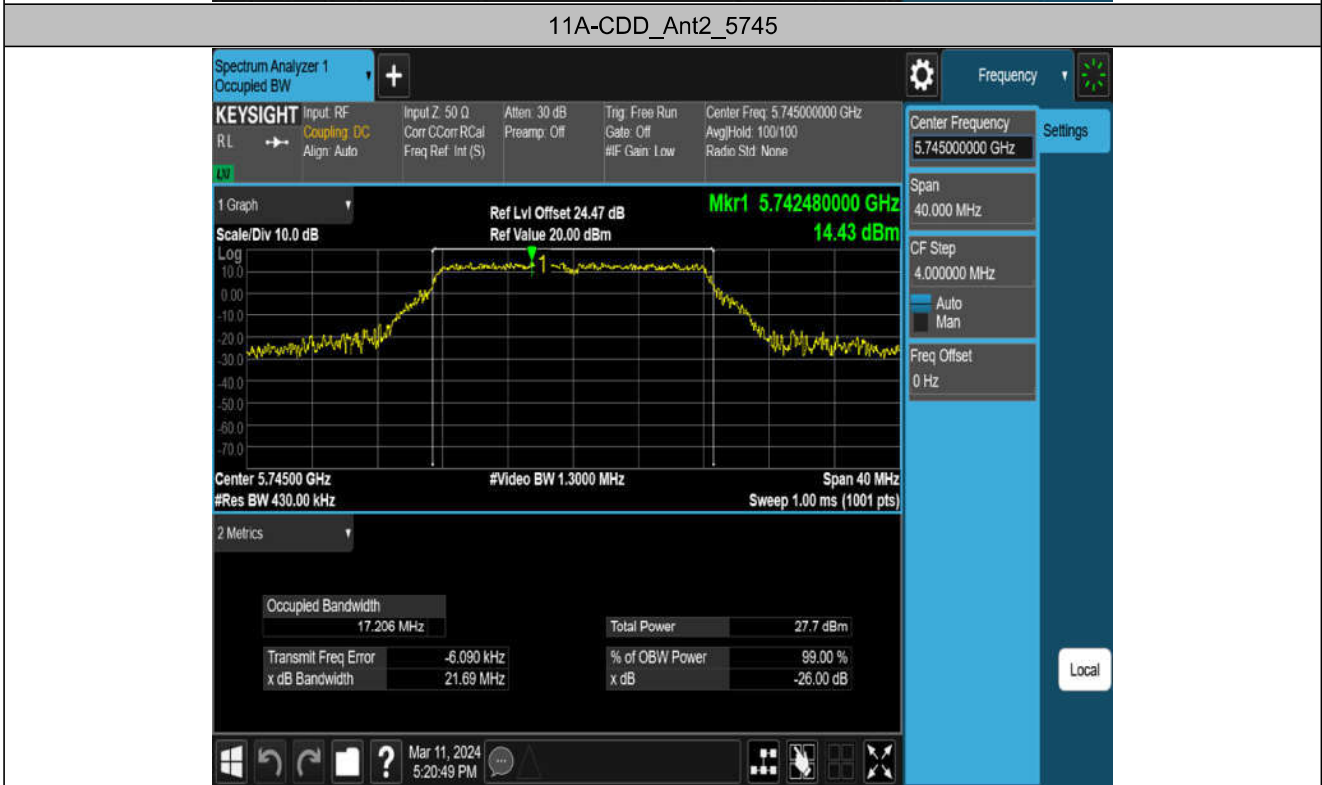 11A-CDD_Ant2_5745
Spectrum Analyzer 1
Occupied BW
+
Frequency
KEYSIGHT
RL
LXI
Input: RF
Coupling: DC
Align: Auto
Input Z: 50 Ω
Corr CCorr RCal
Freq Ref: Int (S)
Atten: 30 dB
Preamp: Off
Trig: Free Run
Gate: Off
#IF Gain: Low
Center Freq: 5.745000000 GHz
Avg|Hold: 100/100
Radio Std: None
Center Frequency
5.745000000 GHz
Settings
Span
40.000 MHz
CF Step
4.000000 MHz
Auto
Man
Freq Offset
0 Hz
Local
1 Graph
Scale/Div 10.0 dB
Ref Lvl Offset 24.47 dB
Ref Value 20.00 dBm
Mkr1 5.742480000 GHz
14.43 dBm
Log
10.0
0.00
-10.0
-20.0
-30.0
-40.0
-50.0
-60.0
-70.0
1
Center 5.74500 GHz
#Res BW 430.00 kHz
#Video BW 1.3000 MHz
Span 40 MHz
Sweep 1.00 ms (1001 pts)
2 Metrics
Occupied Bandwidth
17.206 MHz
Total Power 27.7 dBm
Transmit Freq Error -6.090 kHz
% of OBW Power 99.00 %
x dB Bandwidth 21.69 MHz
x dB -26.00 dB
?
Mar 11, 2024
5:20:49 PM